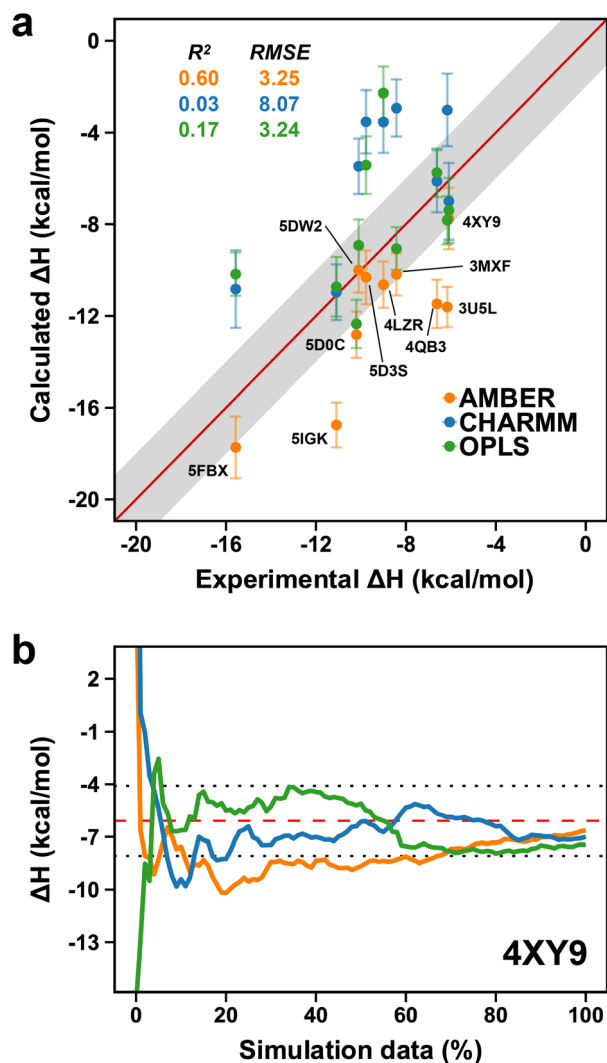 a
R² RMSE
0.60 3.25
0.03 8.07
0.17 3.24
Calculated ΔH (kcal/mol)
0
-4
-8
-12
-16
-20
5DW2
4XY9
3MXF
3U5L
4LZR
4QB3
5D0C
5D3S
5IGK
5FBX
AMBER
CHARMM
OPLS
-20 -16 -12 -8 -4 0
Experimental ΔH (kcal/mol)
b
ΔH (kcal/mol)
2
-1
-4
-7
-10
-13
4XY9
0 20 40 60 80 100
Simulation data (%)